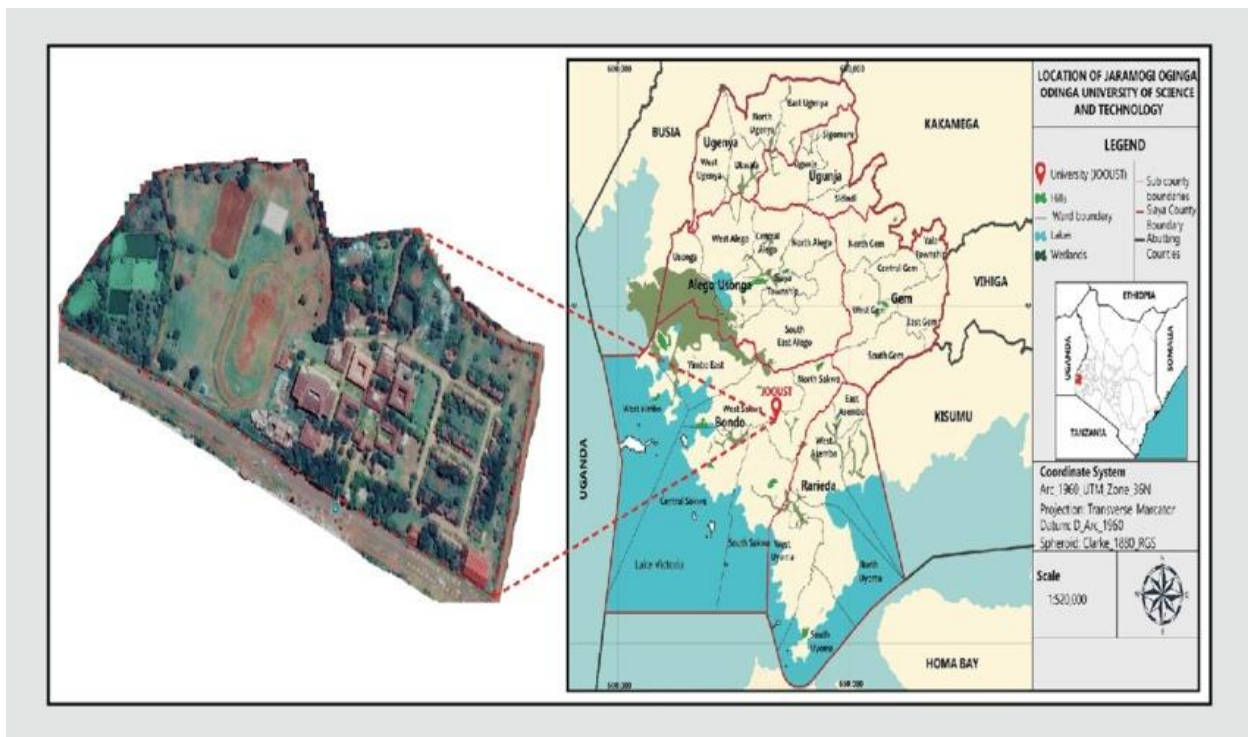 600,000
BUSIA
KAKAMEGA
East Ugenya
North
Ugenya
Ugenya
West
Ugenya
Ukwala
Sigomere
Ugunja
Ugunja
Sidindi
Usonga
West Alego
Central
Alego
North Alego
North Gem
Yala
Township
Central Gem
Alego Usonga
Siaya
Township
Gem
West Gem
East Gem
VIHIGA
South
East Alego
South Gem
Yimbo East
North Sakwa
JOOUST
West Yimbo
West Sakwa
Bondo
East
Asembo
West
Asembo
KISUMU
UGANDA
Rarieda
Central Sakwa
South Sakwa
West
Uyoma
North
Uyoma
Lake Victoria
South
Uyoma
HOMA BAY
600,000
LOCATION OF JARAMOGI OGINGA
ODINGA UNIVERSITY OF SCIENCE
AND TECHNOLOGY
LEGEND
University (JOOUST)
Hills
Ward boundary
Lakes
Wetlands
Sub county
boundaries
Siaya County
Boundary
Abutting
Counties
ETHIOPIA
UGANDA
SOMALIA
TANZANIA
Coordinate System
Arc_1960_UTM_Zone_36N
Projection: Transverse Marcator
Datum: D_Arc_1960
Spheroid: Clarke_1880_RGS
Scale
1:520,000